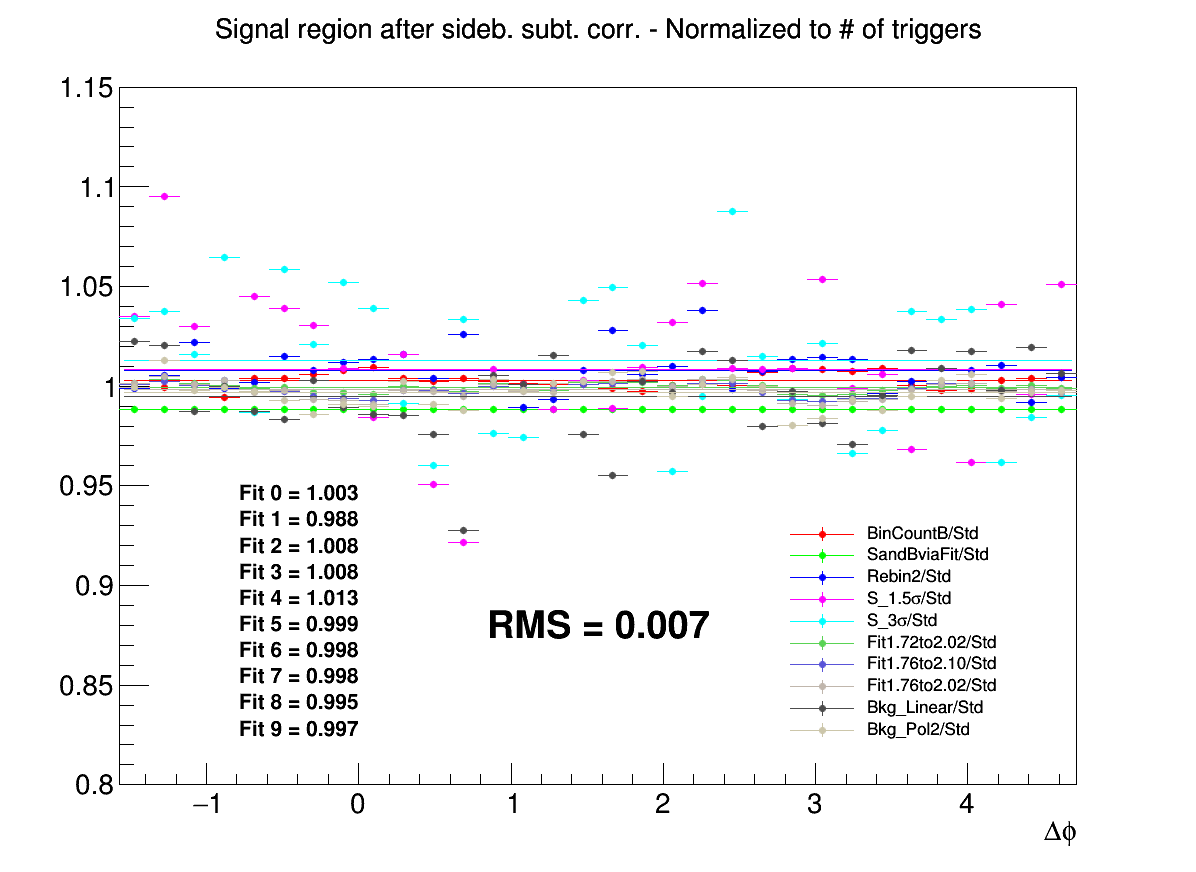 Signal region after sideb. subt. corr. - Normalized to # of triggers
1.15
1.1
1.05
1
0.95
0.9
0.85
0.8
Fit 0 = 1.003
Fit 1 = 0.988
Fit 2 = 1.008
Fit 3 = 1.008
Fit 4 = 1.013
Fit 5 = 0.999
Fit 6 = 0.998
Fit 7 = 0.998
Fit 8 = 0.995
Fit 9 = 0.997
RMS = 0.007
BinCountB/Std
SandBviaFit/Std
Rebin2/Std
S_1.5σ/Std
S_3σ/Std
Fit1.72to2.02/Std
Fit1.76to2.10/Std
Fit1.76to2.02/Std
Bkg_Linear/Std
Bkg_Pol2/Std
−1 0 1 2 3 4
Δϕ